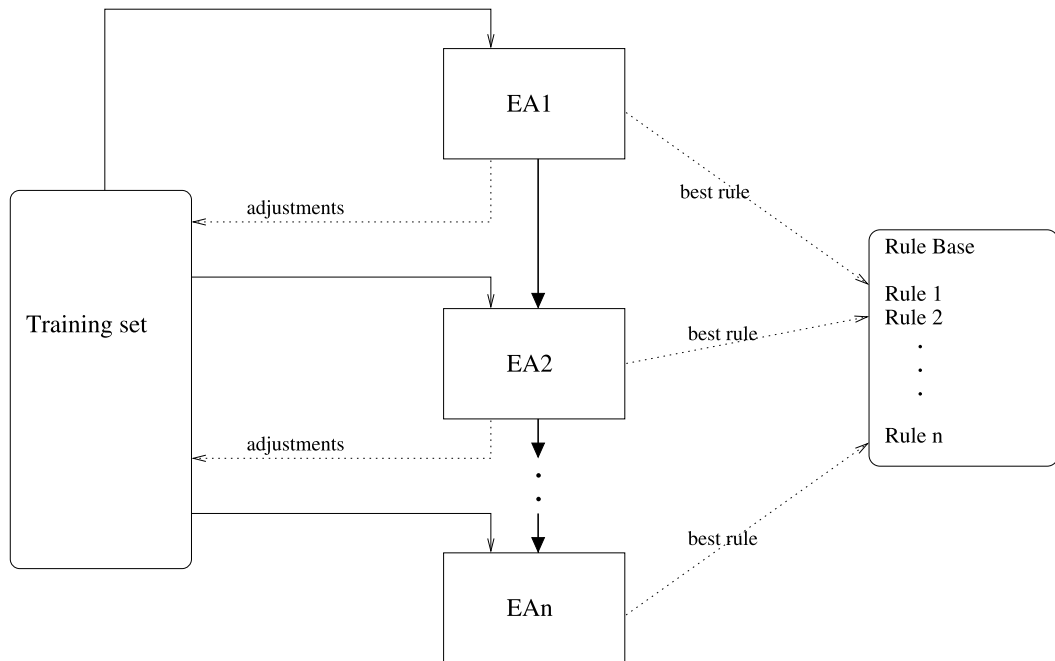 EA1
best rule
adjustments
Rule Base
Rule 1
Rule 2
Training set
best rule
EA2
adjustments
Rule n
best rule
EAn